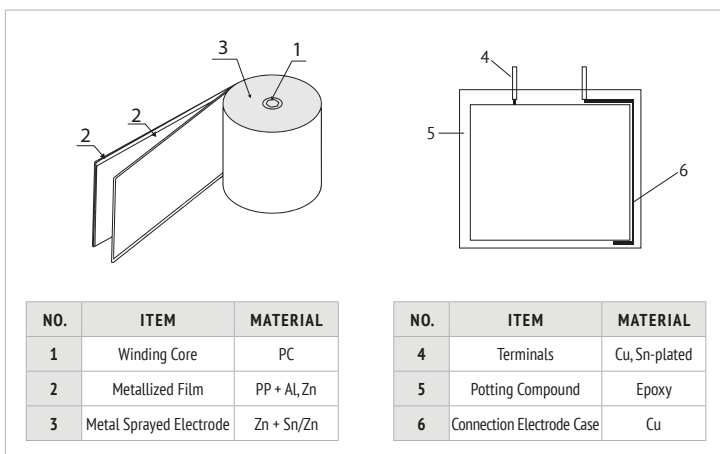 3
1
2
2
4
5
6
NO. ITEM MATERIAL
1 Winding Core PC
2 Metallized Film PP + Al, Zn
3 Metal Sprayed Electrode Zn + Sn/Zn
NO. ITEM MATERIAL
4 Terminals Cu, Sn-plated
5 Potting Compound Epoxy
6 Connection Electrode Case Cu